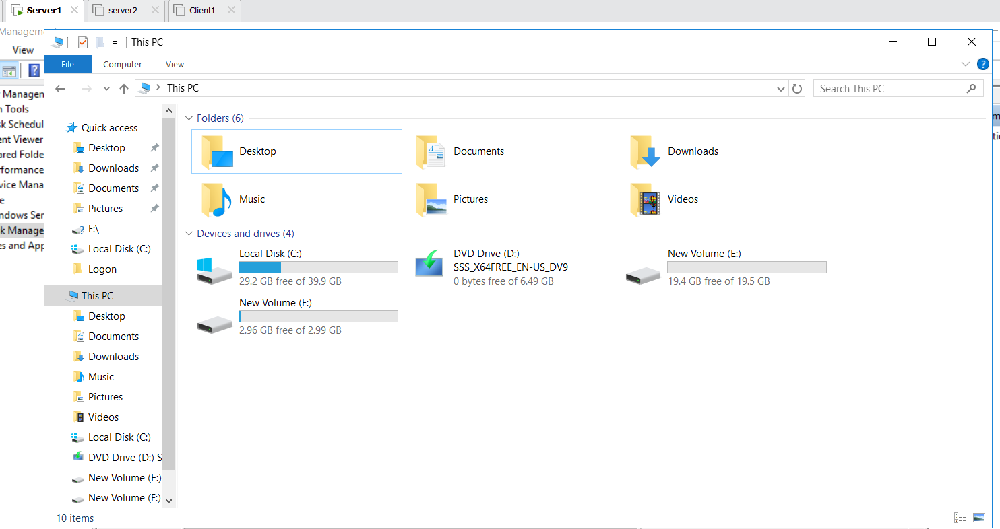 Server1
server2
Client1
Managem
View
This PC
File
Computer
View
This PC
Search This PC
r Managem
n Tools
sk Schedul
ent Viewer
ared Folde
rformance
vice Mana
e
ndows Ser
k Manage
es and App
Quick access
Desktop
Downloads
Documents
Pictures
F:\
Local Disk (C:)
Logon
This PC
Desktop
Documents
Downloads
Music
Pictures
Videos
Local Disk (C:)
DVD Drive (D:) S
New Volume (E:)
New Volume (F:)
Folders (6)
Desktop
Documents
Downloads
Music
Pictures
Videos
Devices and drives (4)
Local Disk (C:)
29.2 GB free of 39.9 GB
DVD Drive (D:)
SSS_X64FREE_EN-US_DV9
0 bytes free of 6.49 GB
New Volume (E:)
19.4 GB free of 19.5 GB
New Volume (F:)
2.96 GB free of 2.99 GB
10 items